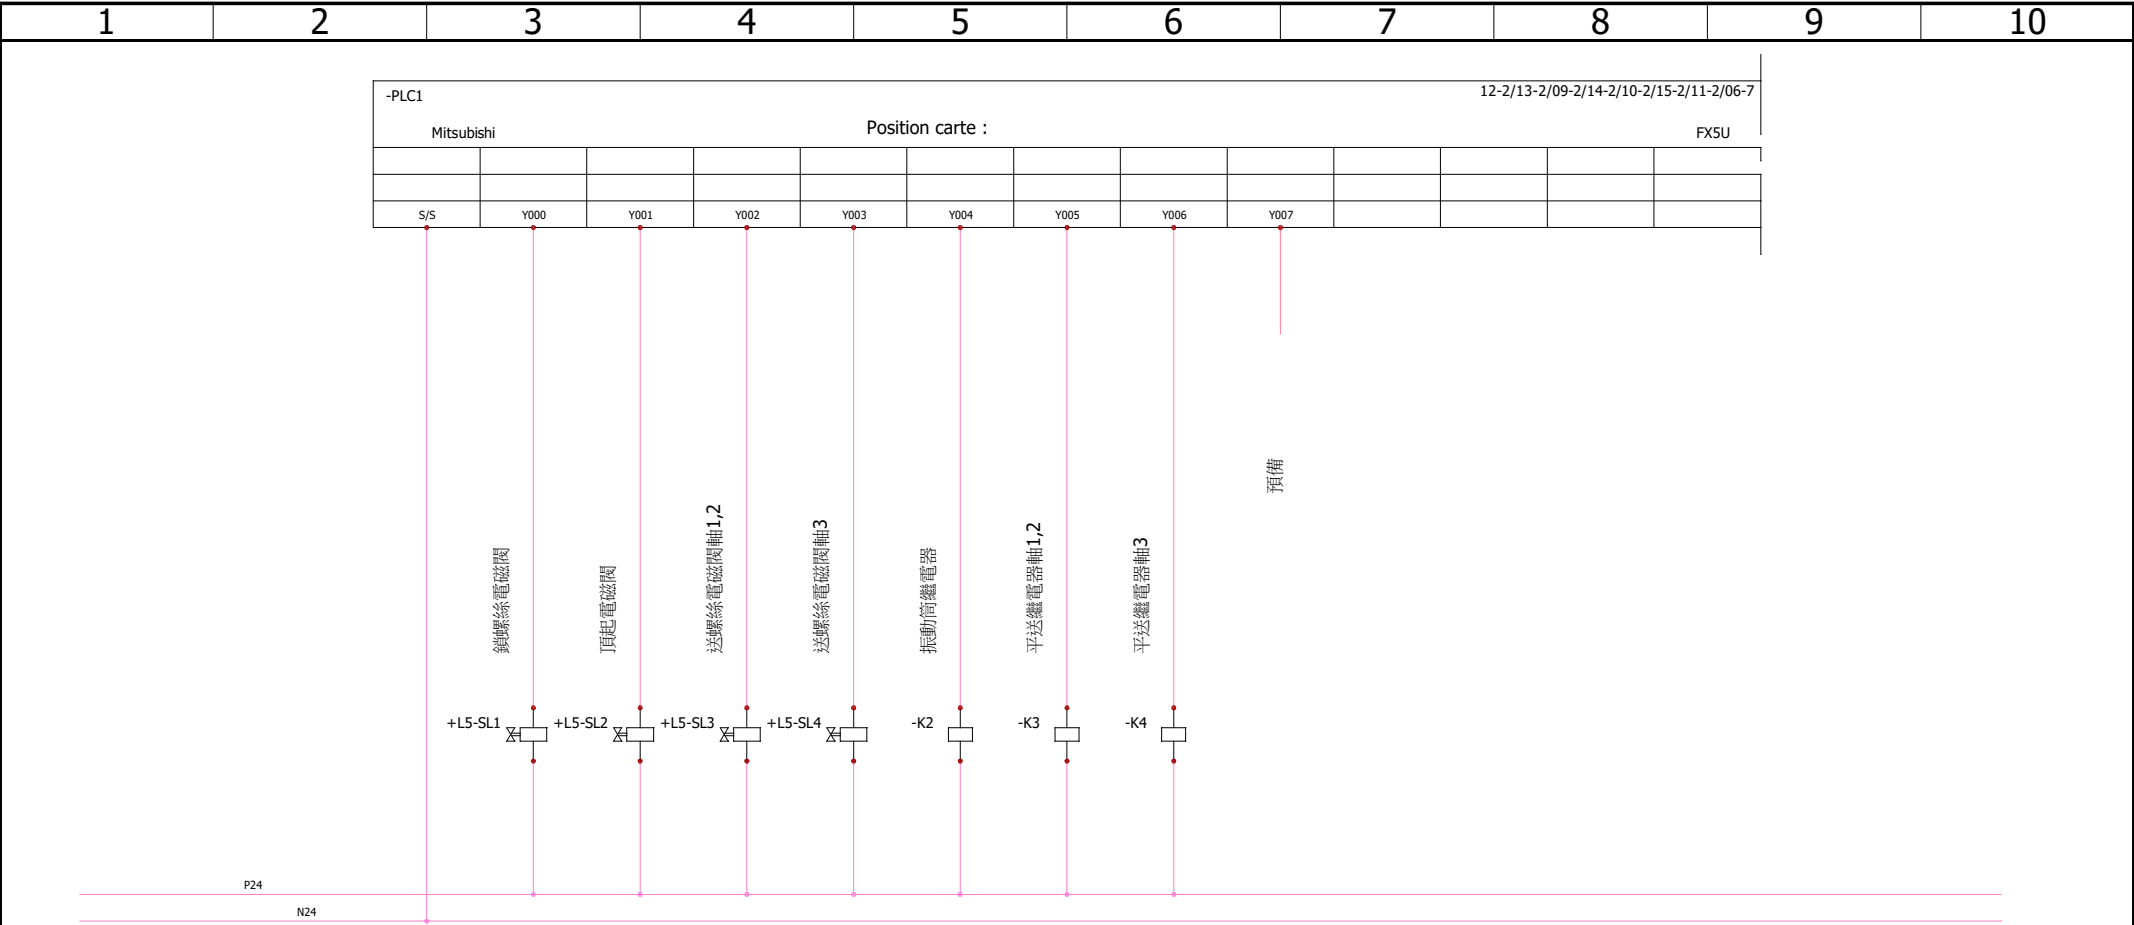 1 2 3 4 5 6 7 8 9 10
-PLC1 12-2/13-2/09-2/14-2/10-2/15-2/11-2/06-7
Mitsubishi Position carte : FX5U
S/S Y000 Y001 Y002 Y003 Y004 Y005 Y006 Y007
鎖螺絲電磁閥
頂起電磁閥
送螺絲電磁閥軸1,2
送螺絲電磁閥軸3
振動筒繼電器
平送繼電器軸1,2
平送繼電器軸3
預備
+L5-SL1 +L5-SL2 +L5-SL3 +L5-SL4 -K2 -K3 -K4
P24
N24